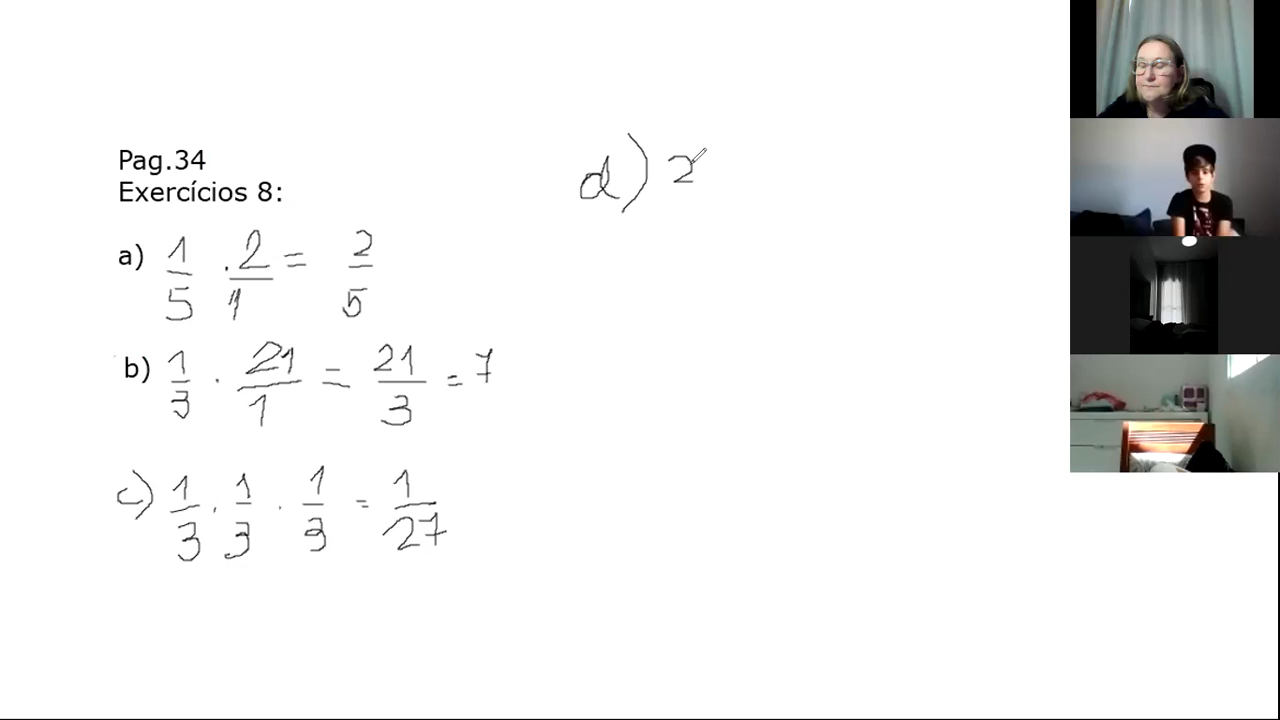 Pag.34
Exercícios 8:
a) 1/5 . 2/1 = 2/5
b) 1/3 . 21/1 = 21/3 = 7
c) 1/3 . 1/3 . 1/3 = 1/27
d) 2